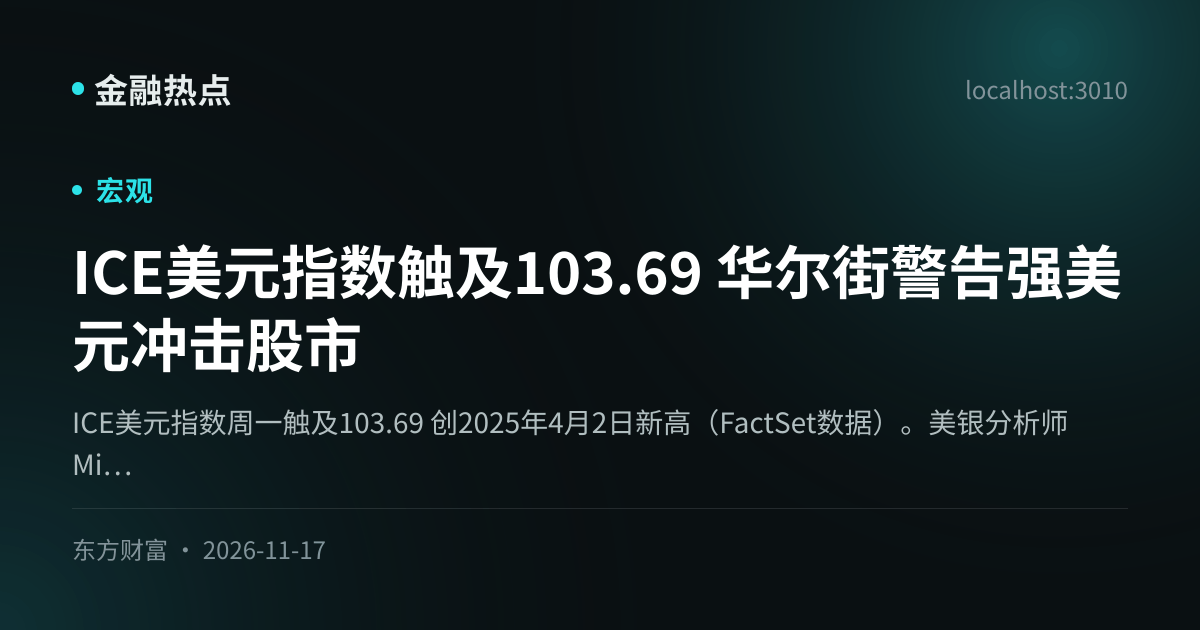 金融热点
localhost:3010
宏观
ICE美元指数触及103.69 华尔街警告强美
元冲击股市
ICE美元指数周一触及103.69 创2025年4月2日新高（FactSet数据）。美银分析师
Mi…
东方财富 • 2026-11-17